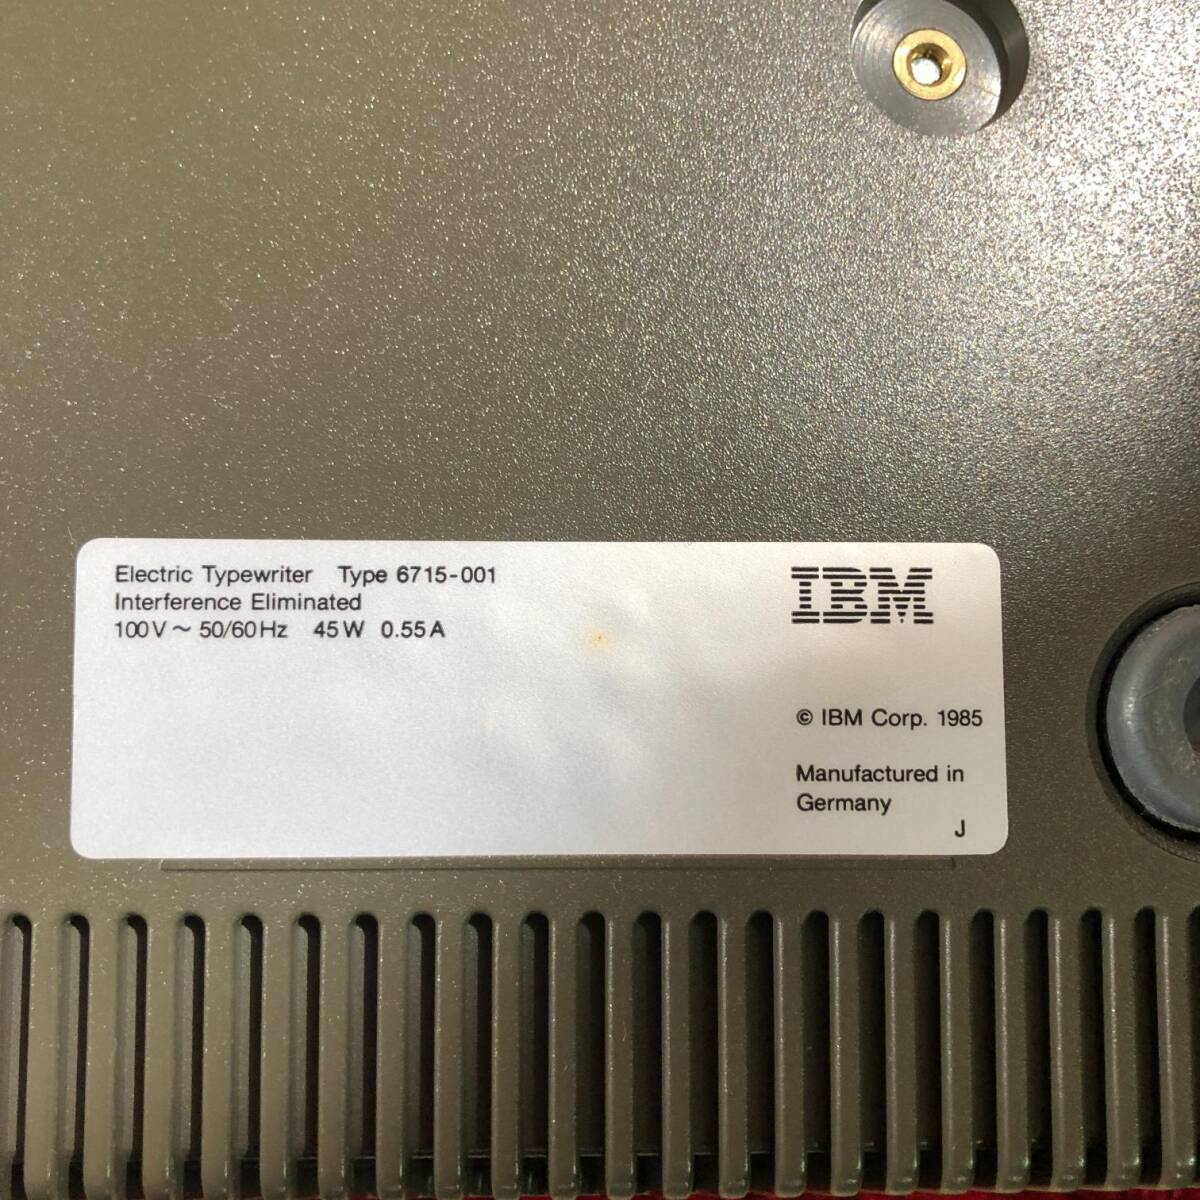 Electric Typewriter Type 6715-001
Interference Eliminated
100V ~ 50/60Hz 45W 0.55A
IBM
© IBM Corp. 1985
Manufactured in
Germany
J